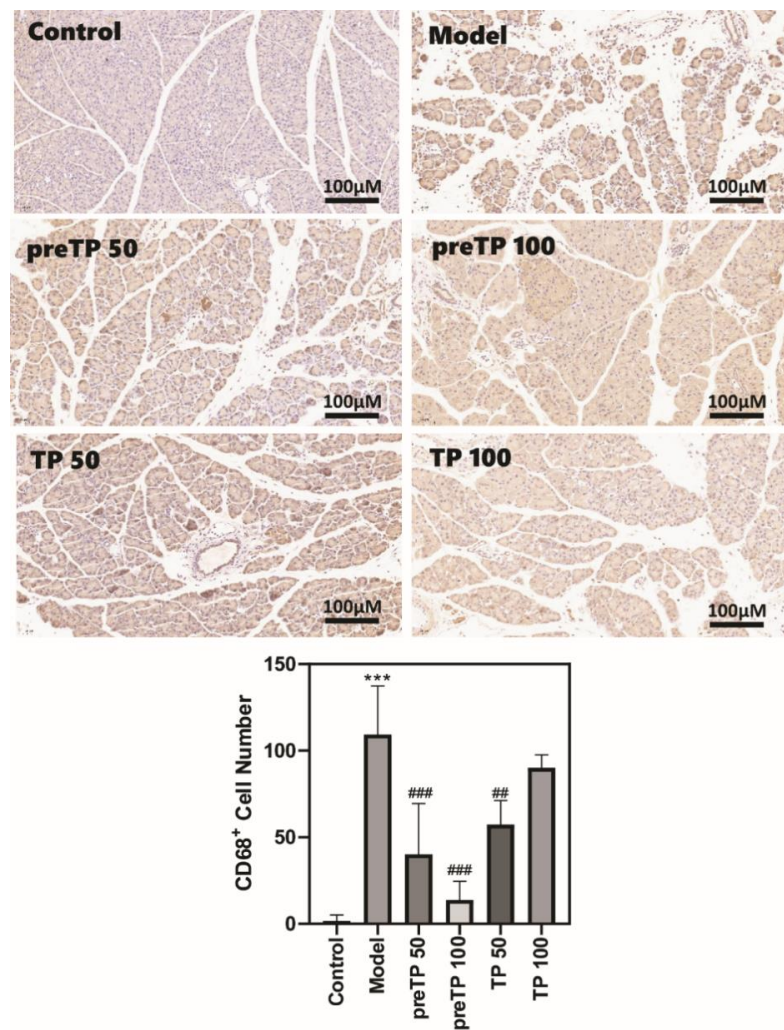 Control
Model
100μM
100μM
preTP 50
preTP 100
100μM
100μM
TP 50
TP 100
100μM
100μM
CD68⁺ Cell Number
150
100
50
0
***
###
###
##
Control
Model
preTP 50
preTP 100
TP 50
TP 100